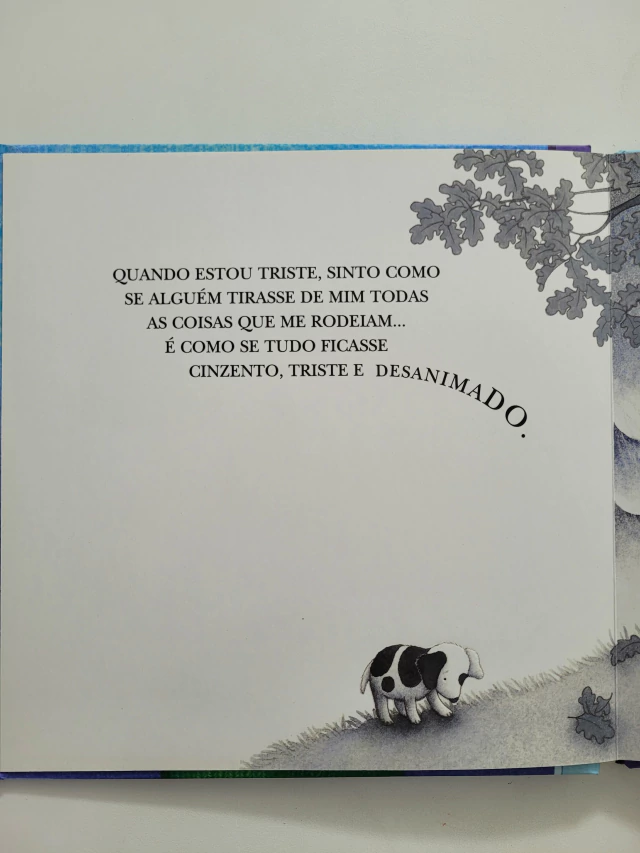 QUANDO ESTOU TRISTE, SINTO COMO
SE ALGUÉM TIRASSE DE MIM TODAS
AS COISAS QUE ME RODEIAM...
É COMO SE TUDO FICASSE
CINZENTO, TRISTE E DESANIMADO.